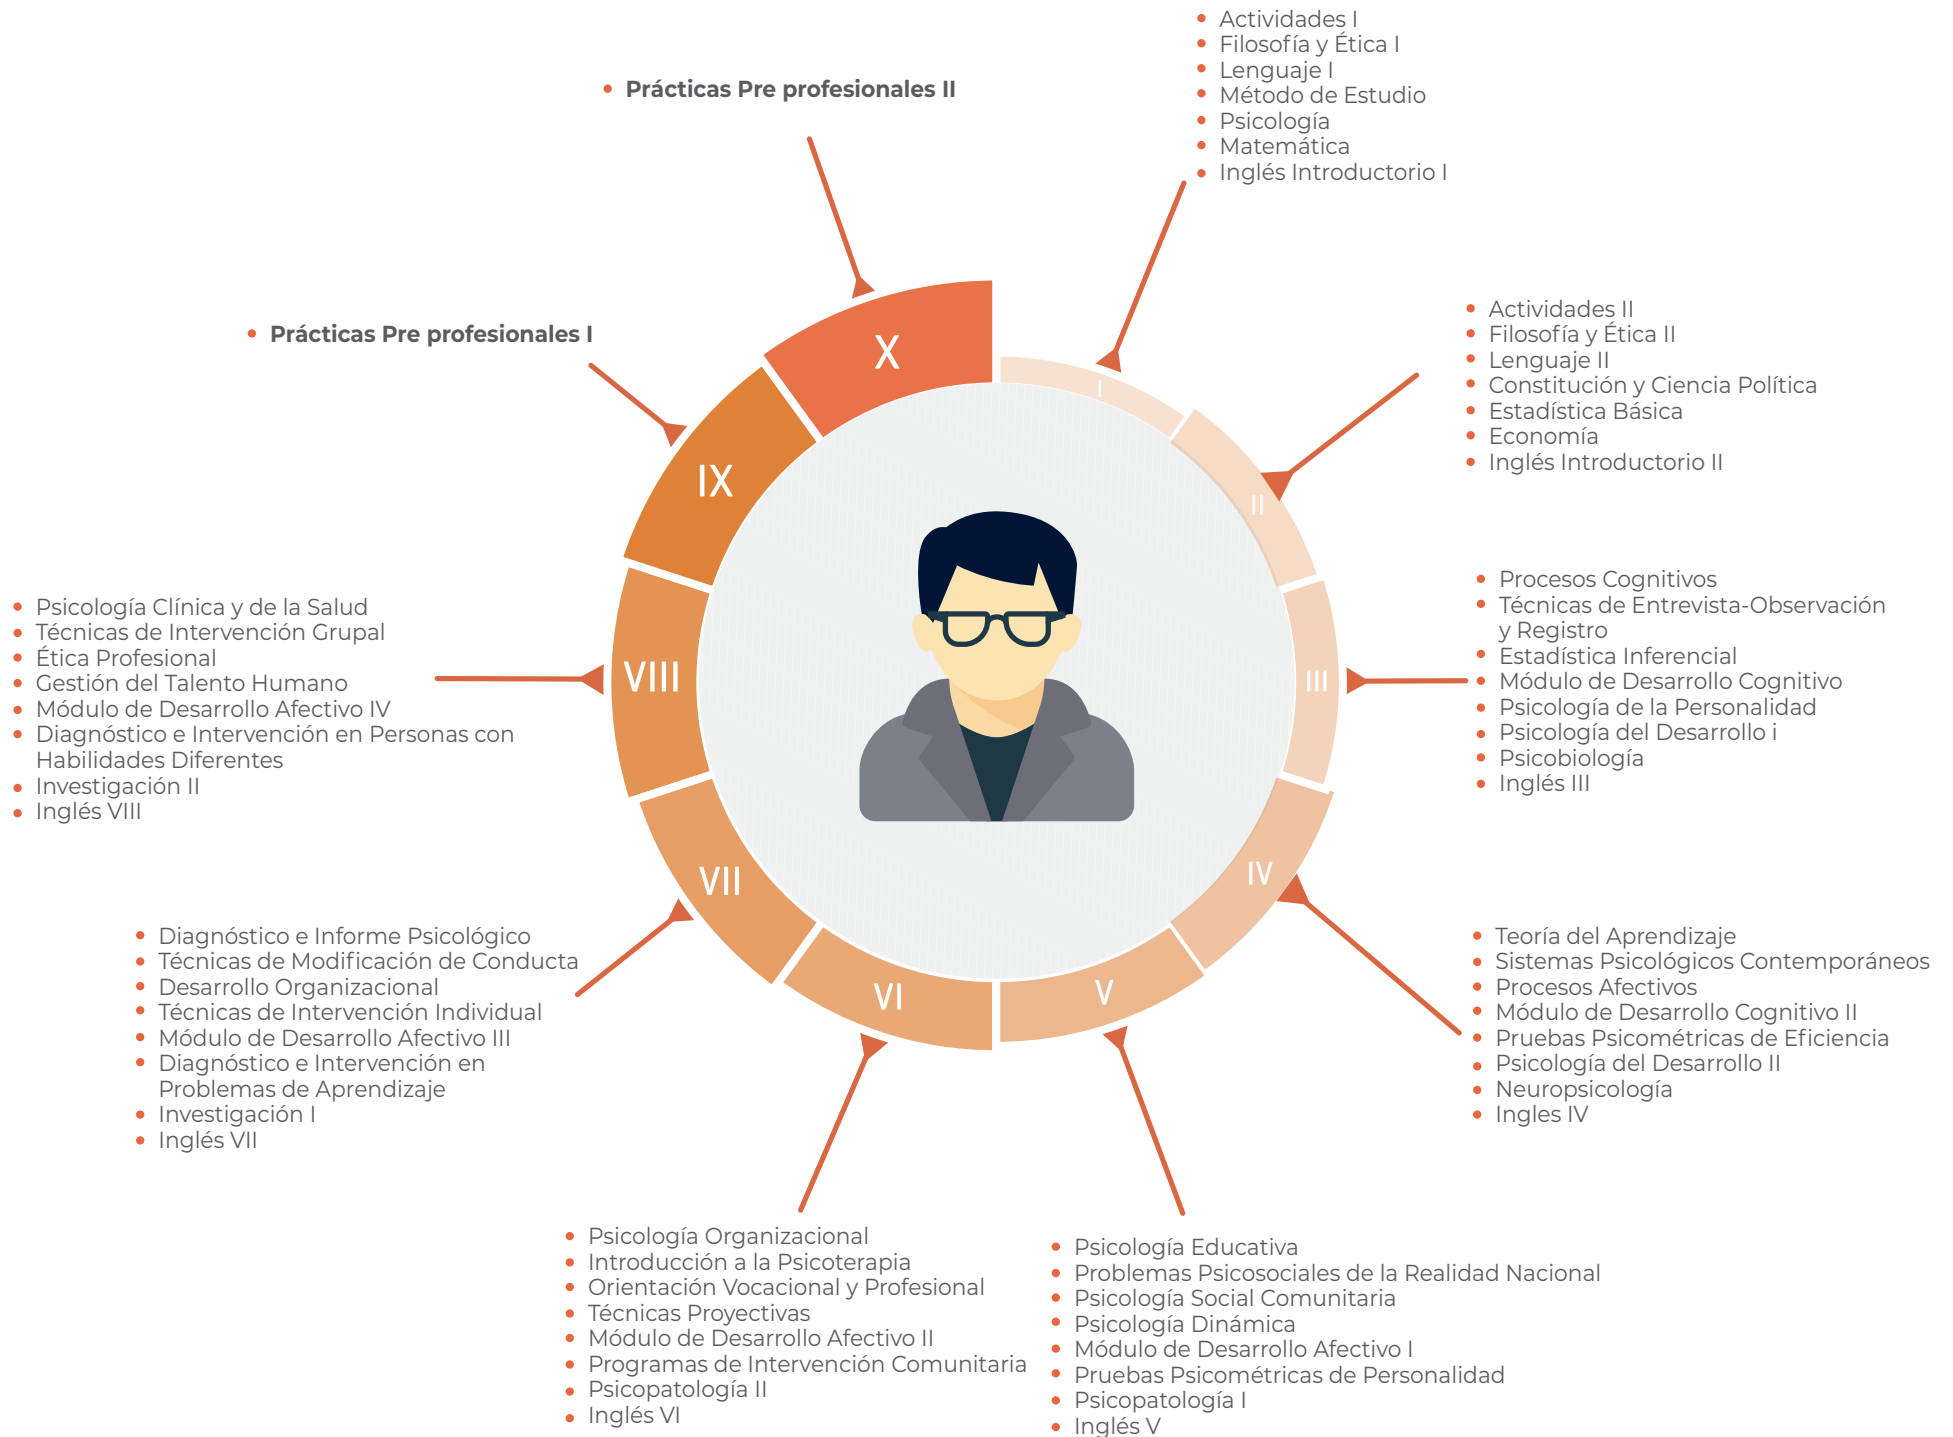 Actividades I
Filosofía y Ética I
Lenguaje I
Método de Estudio
Psicología
Matemática
Inglés Introductorio I
I
Actividades II
Filosofía y Ética II
Lenguaje II
Constitución y Ciencia Política
Estadística Básica
Economía
Inglés Introductorio II
II
Procesos Cognitivos
Técnicas de Entrevista-Observación
y Registro
Estadística Inferencial
Módulo de Desarrollo Cognitivo
Psicología de la Personalidad
Psicología del Desarrollo i
Psicobiología
Inglés III
III
Teoría del Aprendizaje
Sistemas Psicológicos Contemporáneos
Procesos Afectivos
Módulo de Desarrollo Cognitivo II
Pruebas Psicométricas de Eficiencia
Psicología del Desarrollo II
Neuropsicología
Ingles IV
IV
Psicología Educativa
Problemas Psicosociales de la Realidad Nacional
Psicología Social Comunitaria
Psicología Dinámica
Módulo de Desarrollo Afectivo I
Pruebas Psicométricas de Personalidad
Psicopatología I
Inglés V
V
Psicología Organizacional
Introducción a la Psicoterapia
Orientación Vocacional y Profesional
Técnicas Proyectivas
Módulo de Desarrollo Afectivo II
Programas de Intervención Comunitaria
Psicopatología II
Inglés VI
VI
Diagnóstico e Informe Psicológico
Técnicas de Modificación de Conducta
Desarrollo Organizacional
Técnicas de Intervención Individual
Módulo de Desarrollo Afectivo III
Diagnóstico e Intervención en
Problemas de Aprendizaje
Investigación I
Inglés VII
VII
Psicología Clínica y de la Salud
Técnicas de Intervención Grupal
Ética Profesional
Gestión del Talento Humano
Módulo de Desarrollo Afectivo IV
Diagnóstico e Intervención en Personas con
Habilidades Diferentes
Investigación II
Inglés VIII
VIII
Prácticas Pre profesionales I
IX
Prácticas Pre profesionales II
X